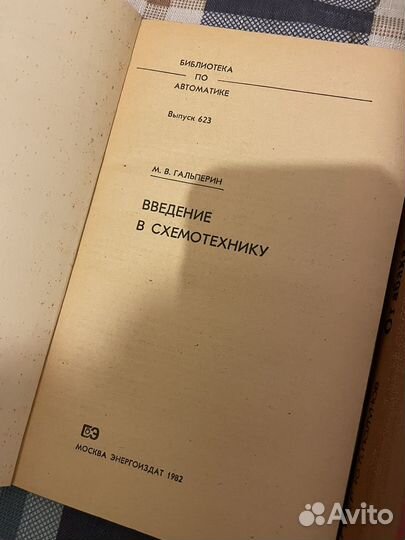 БИБЛИОТЕКА
ПО
АВТОМАТИКЕ
Выпуск 623
М. В. ГАЛЬПЕРИН
ВВЕДЕНИЕ
В СХЕМОТЕХНИКУ
МОСКВА ЭНЕРГОИЗДАТ 1982
Avito